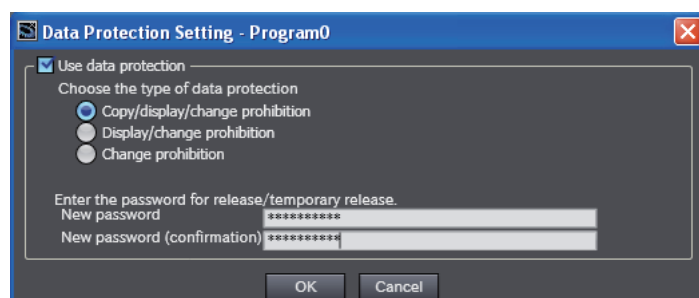 Data Protection Setting - Program0
Use data protection
Choose the type of data protection
Copy/display/change prohibition
Display/change prohibition
Change prohibition
Enter the password for release/temporary release.
New password **********
New password (confirmation) **********
OK Cancel